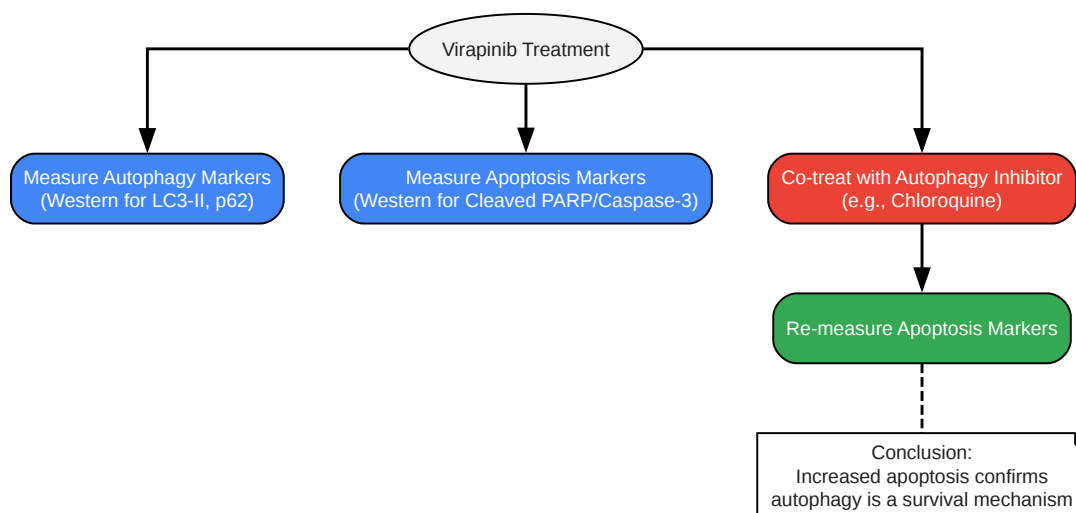 Virapinib Treatment
Measure Autophagy Markers
(Western for LC3-II, p62)
Measure Apoptosis Markers
(Western for Cleaved PARP/Caspase-3)
Co-treat with Autophagy Inhibitor
(e.g., Chloroquine)
Re-measure Apoptosis Markers
Conclusion:
Increased apoptosis confirms
autophagy is a survival mechanism